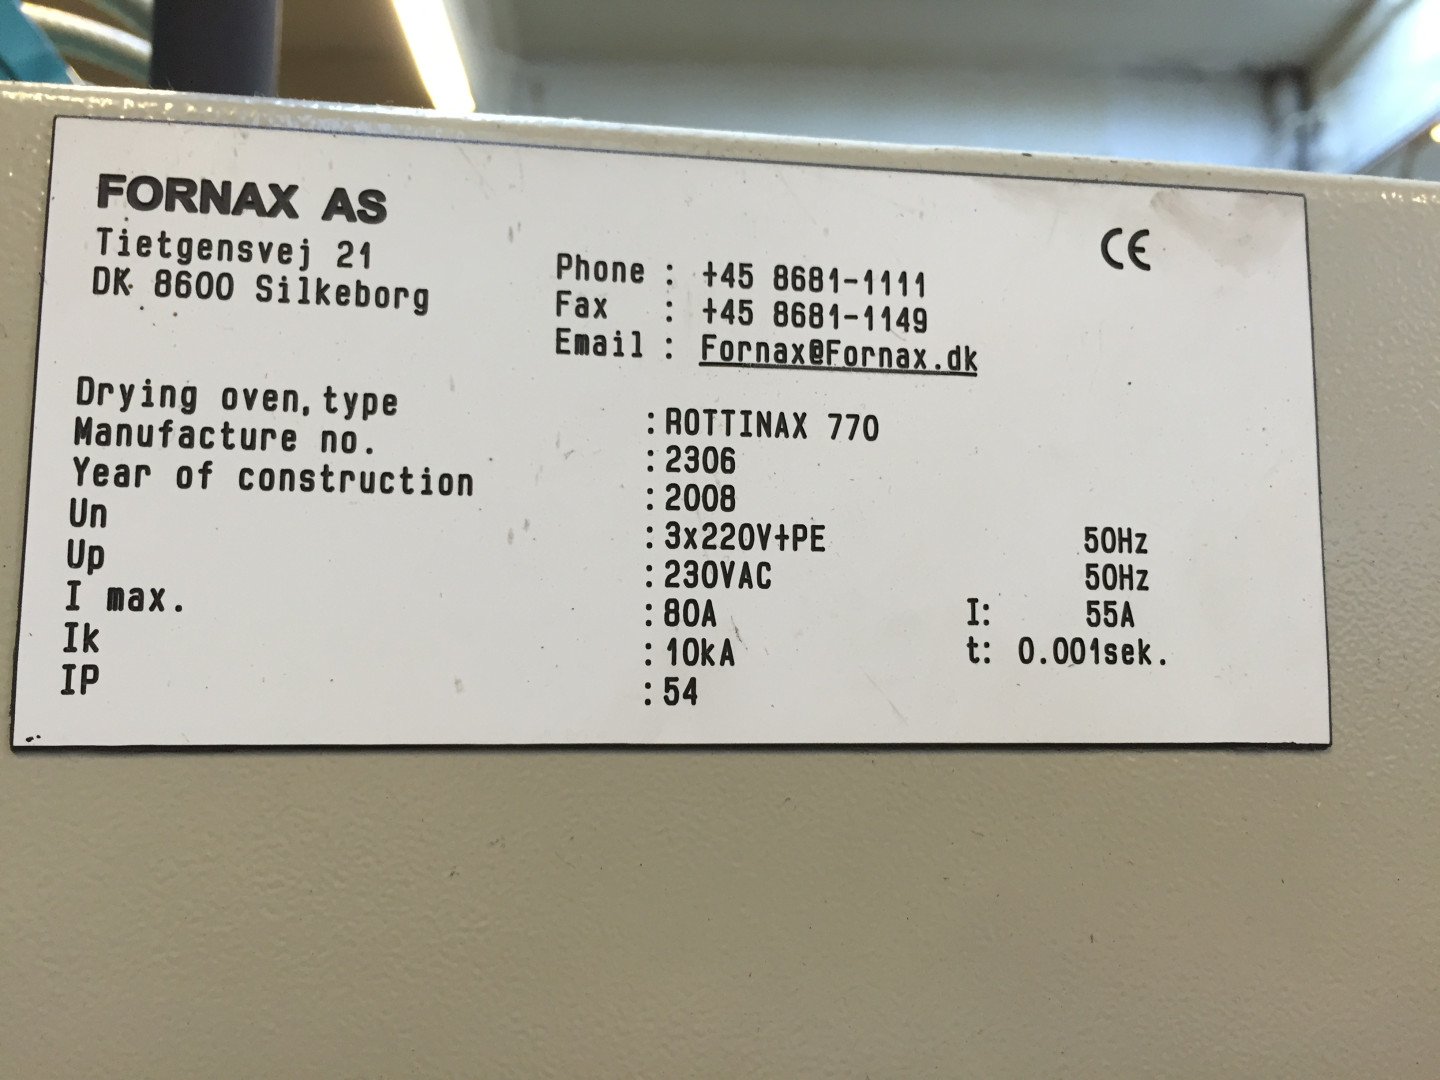 FORNAX AS
Tietgensvej 21
DK 8600 Silkeborg
CE
Phone : +45 8681-1111
Fax : +45 8681-1149
Email : Fornax@Fornax.dk
Drying oven, type : ROTTINAX 770
Manufacture no. : 2306
Year of construction : 2008
Un : 3x220V+PE 50Hz
Up : 230VAC 50Hz
I max. : 80A I: 55A
Ik : 10kA t: 0.001sek.
IP : 54